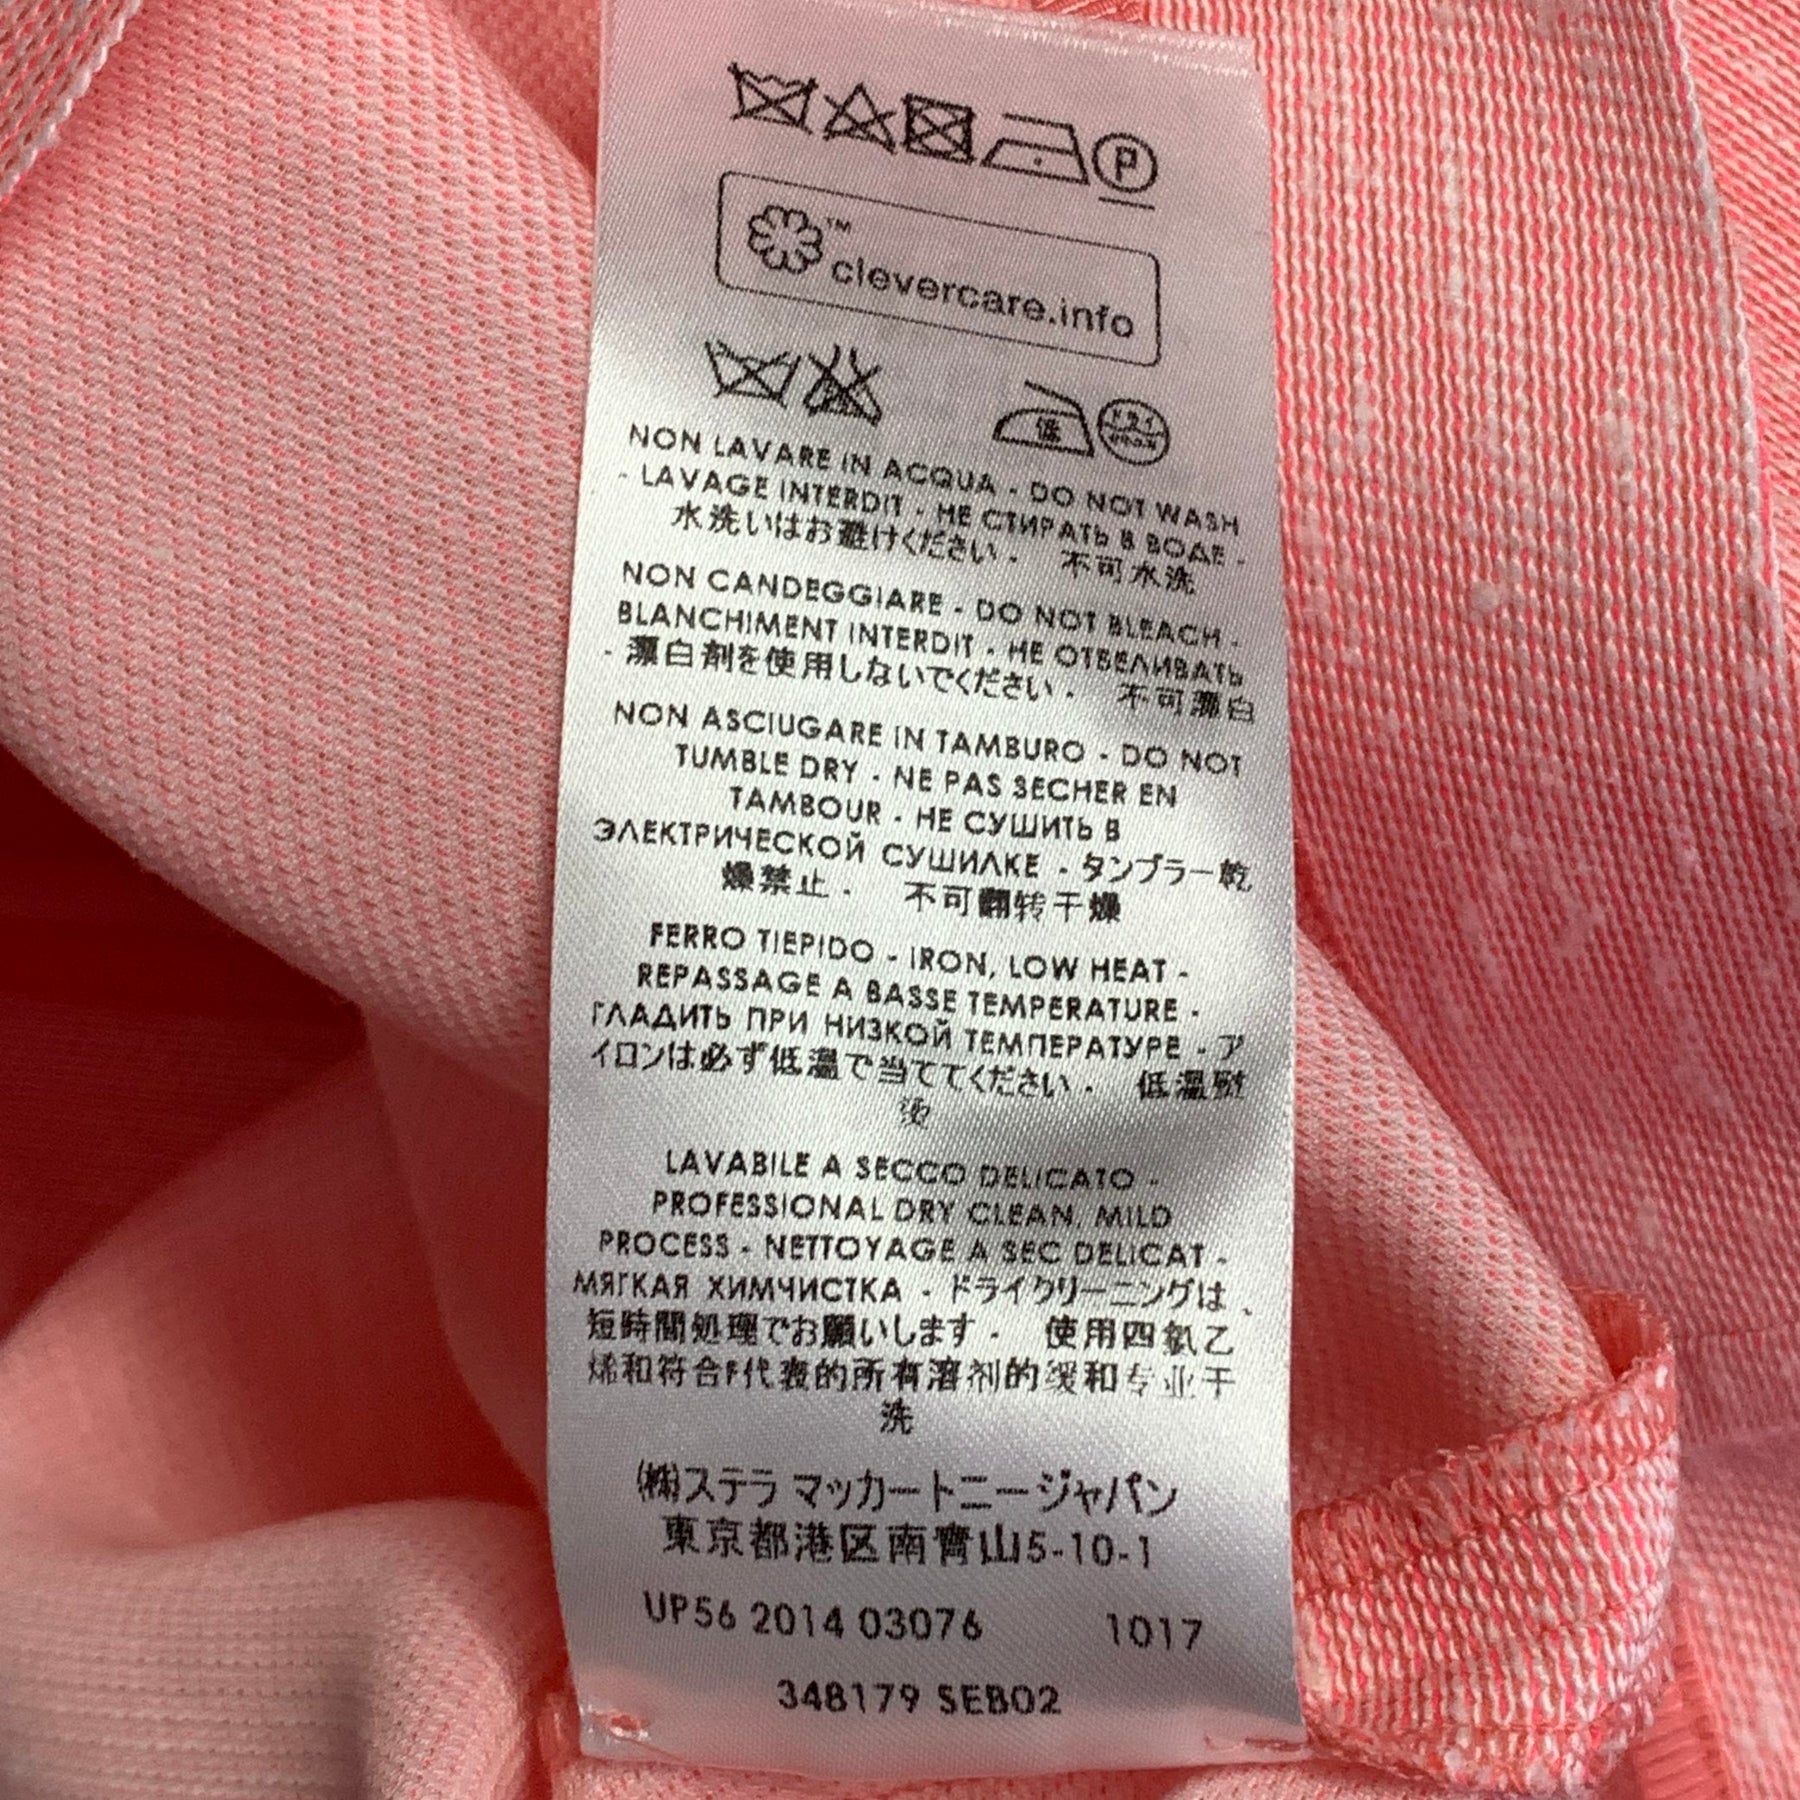 P
™
clevercare.info
低
NON LAVARE IN ACQUA - DO NOT WASH
- LAVAGE INTERDIT - НЕ СТИРАТЬ В ВОДЕ -
水洗いはお避けください - 不可水洗
NON CANDEGGIARE - DO NOT BLEACH -
BLANCHIMENT INTERDIT - НЕ ОТБЕЛИВАТЬ
- 漂白剤を使用しないでください - 不可漂白
NON ASCIUGARE IN TAMBURO - DO NOT
TUMBLE DRY - NE PAS SECHER EN
TAMBOUR - НЕ СУШИТЬ В
ЭЛЕКТРИЧЕСКОЙ СУШИЛКЕ - タンブラー乾
燥禁止 - 不可翻转干燥
FERRO TIEPIDO - IRON, LOW HEAT -
REPASSAGE A BASSE TEMPERATURE -
ГЛАДИТЬ ПРИ НИЗКОЙ ТЕМПЕРАТУРЕ - ア
イロンは必ず低温で当ててください - 低温熨
烫
LAVABILE A SECCO DELICATO -
PROFESSIONAL DRY CLEAN, MILD
PROCESS - NETTOYAGE A SEC DELICAT -
МЯГКАЯ ХИМЧИСТКА - ドライクリーニングは、
短時間処理でお願いします - 使用四氯乙
烯和符合F代表的所有溶剂的缓和专业干
洗
(株)ステラ マッカートニージャパン
東京都港区南青山5-10-1
UP56 2014 03076 1017
348179 SEB02